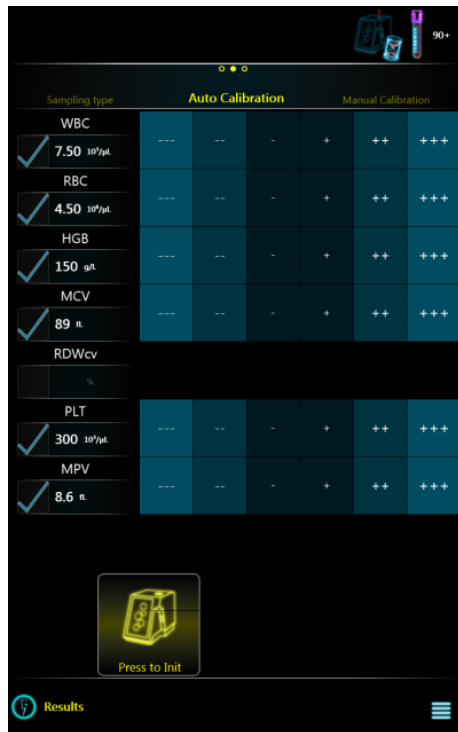 T
90+
Sampling type Auto Calibration Manual Calibration
WBC
7.50 10³/µL --- -- - + ++ +++
RBC
4.50 10⁶/µL --- -- - + ++ +++
HGB
150 g/L --- -- - + ++ +++
MCV
89 fL --- -- - + ++ +++
RDWcv
%
PLT
300 10³/µL --- -- - + ++ +++
MPV
8.6 fL --- -- - + ++ +++
Press to Init
Results